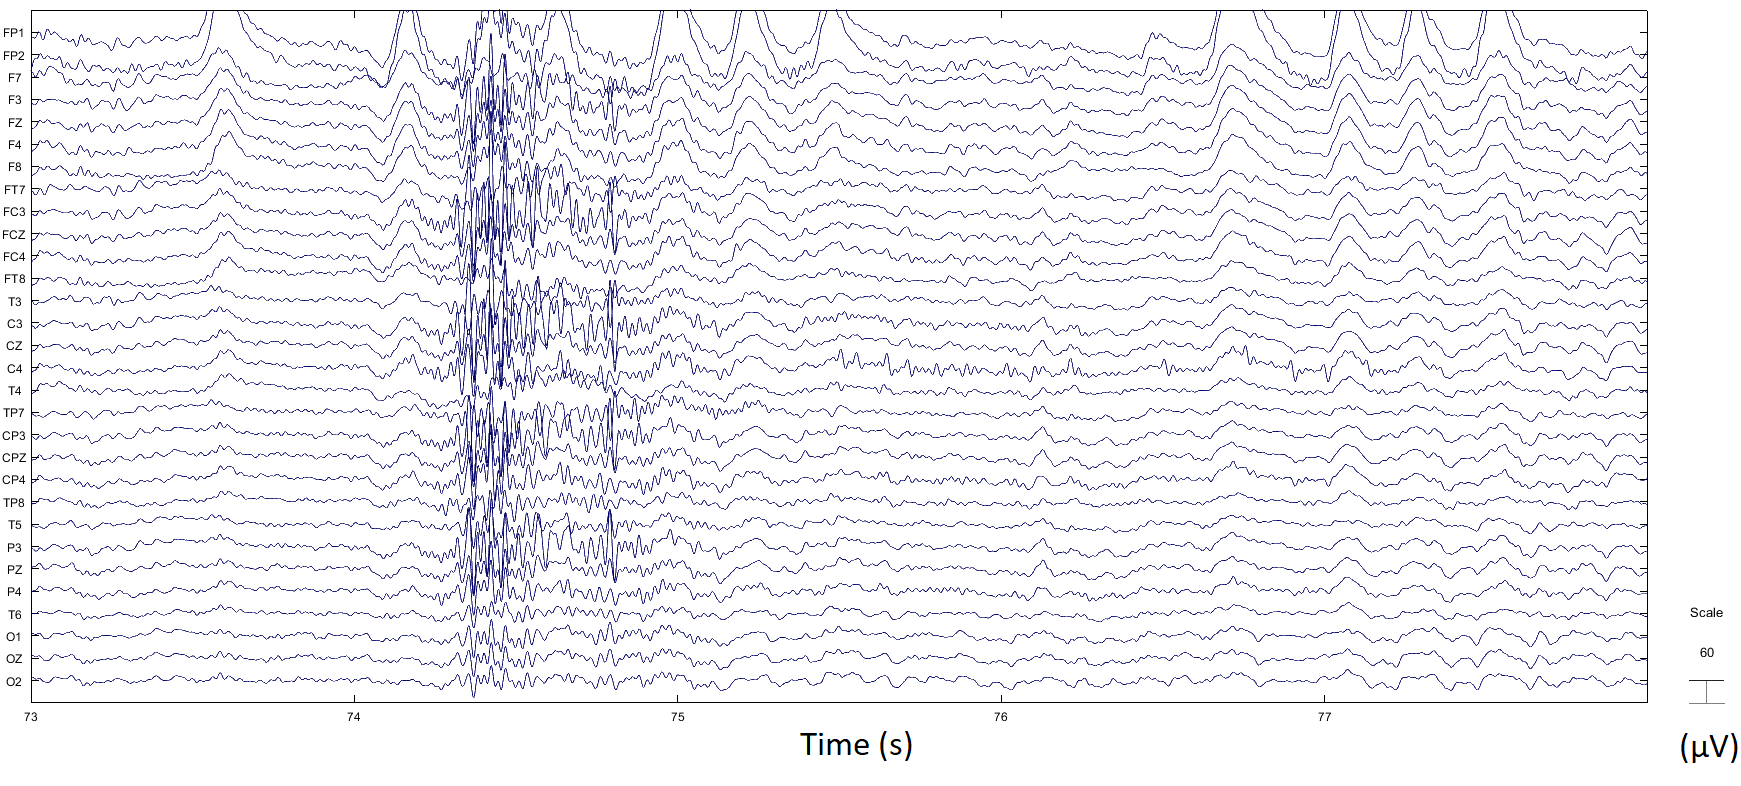 FP1
FP2
F7
F3
FZ
F4
F8
FT7
FC3
FCZ
FC4
FT8
T3
C3
CZ
C4
T4
TP7
CP3
CPZ
CP4
TP8
T5
P3
PZ
P4
T6
O1
OZ
O2
Scale
60
73 74 75 76 77
Time (s)
(µV)